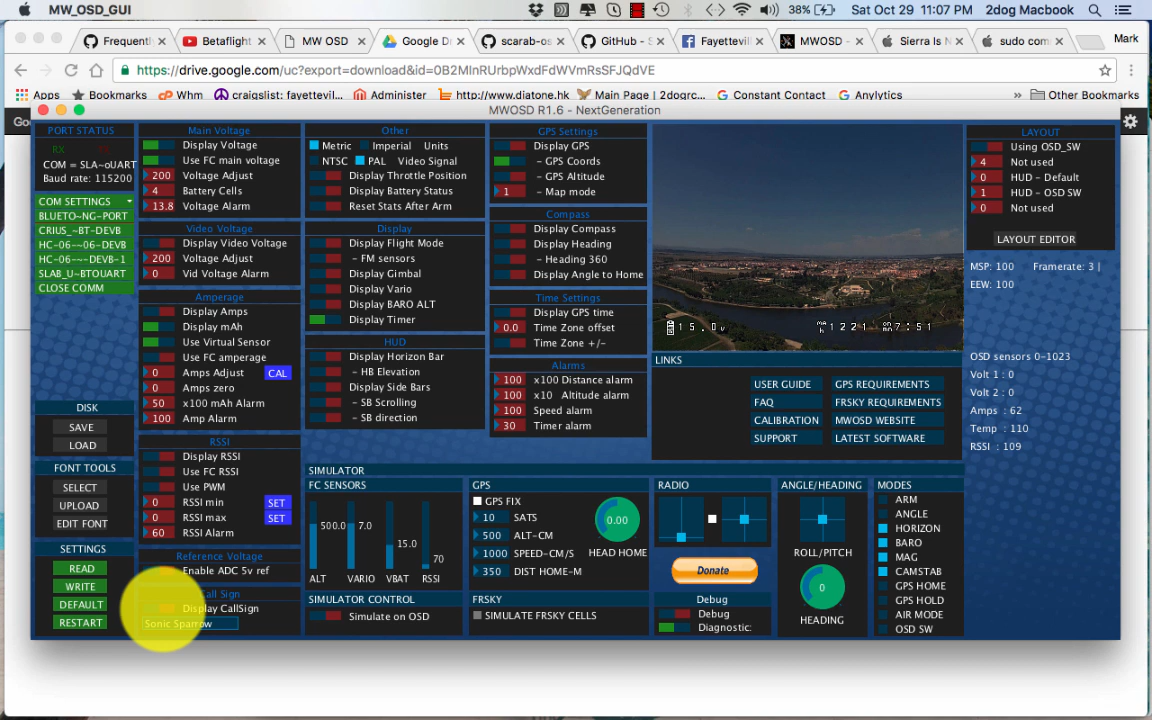 MW_OSD_GUI
38%
Sat Oct 29 11:07 PM
2dog Macbook
Frequentl
Betaflight
MW OSD
Google D
scarab-os
GitHub - S
Fayettevil
MWOSD -
Sierra Is N
sudo com
Mark
https://drive.google.com/uc?export=download&id=0B2MlnRUrbpWxdFdWVmRsSFJQdVE
Apps
Bookmarks
Whm
craigslist: fayettevil...
Administer
http://www.diatone.hk
Main Page | 2dogrc...
Constant Contact
Anylytics
»
Other Bookmarks
MWOSD R1.6 - NextGeneration
Go
PORT STATUS
RX
COM = SLA~oUART
Baud rate: 115200
COM SETTINGS
BLUETO~NG-PORT
CRIUS_~BT-DEVB
HC-06-~~06-DEVB
HC-06-~~-DEVB-1
SLAB_U~BTOUART
CLOSE COMM
DISK
SAVE
LOAD
FONT TOOLS
SELECT
UPLOAD
EDIT FONT
SETTINGS
READ
WRITE
DEFAULT
RESTART
Main Voltage
Display Voltage
Use FC main voltage
200 Voltage Adjust
4 Battery Cells
13.8 Voltage Alarm
Video Voltage
Display Video Voltage
200 Voltage Adjust
0 Vid Voltage Alarm
Amperage
Display Amps
Display mAh
Use Virtual Sensor
Use FC amperage
0 Amps Adjust CAL
0 Amps zero
50 x100 mAh Alarm
100 Amp Alarm
RSSI
Display RSSI
Use FC RSSI
Use PWM
0 RSSI min SET
0 RSSI max SET
60 RSSI Alarm
Reference Voltage
Enable ADC 5v ref
Call Sign
Display CallSign
Sonic Sparrow
Other
Metric Imperial Units
NTSC PAL Video Signal
Display Throttle Position
Display Battery Status
Reset Stats After Arm
Display
Display Flight Mode
- FM sensors
Display Gimbal
Display Vario
Display BARO ALT
Display Timer
HUD
Display Horizon Bar
- HB Elevation
Display Side Bars
- SB Scrolling
- SB direction
GPS Settings
Display GPS
- GPS Coords
- GPS Altitude
1 - Map mode
Compass
Display Compass
Display Heading
- Heading 360
Display Angle to Home
Time Settings
Display GPS time
0.0 Time Zone offset
Time Zone +/-
Alarms
100 x100 Distance alarm
100 x10 Altitude alarm
100 Speed alarm
30 Timer alarm
15.0v
1221
07:51
LINKS
USER GUIDE GPS REQUIREMENTS
FAQ FRSKY REQUIREMENTS
CALIBRATION MWOSD WEBSITE
SUPPORT LATEST SOFTWARE
LAYOUT
Using OSD_SW
4 Not used
0 HUD - Default
1 HUD - OSD SW
0 Not used
LAYOUT EDITOR
MSP: 100 Framerate: 3 |
EEW: 100
OSD sensors 0-1023
Volt 1 : 0
Volt 2 : 0
Amps : 62
Temp : 110
RSSI : 109
SIMULATOR
FC SENSORS
500.0
7.0
15.0
70
ALT VARIO VBAT RSSI
SIMULATOR CONTROL
Simulate on OSD
GPS
GPS FIX
10 SATS
500 ALT-CM
1000 SPEED-CM/S
350 DIST HOME-M
0.00
HEAD HOME
FRSKY
SIMULATE FRSKY CELLS
RADIO
Donate
Debug
Debug
Diagnostic:
ANGLE/HEADING
ROLL/PITCH
0
HEADING
MODES
ARM
ANGLE
HORIZON
BARO
MAG
CAMSTAB
GPS HOME
GPS HOLD
AIR MODE
OSD SW